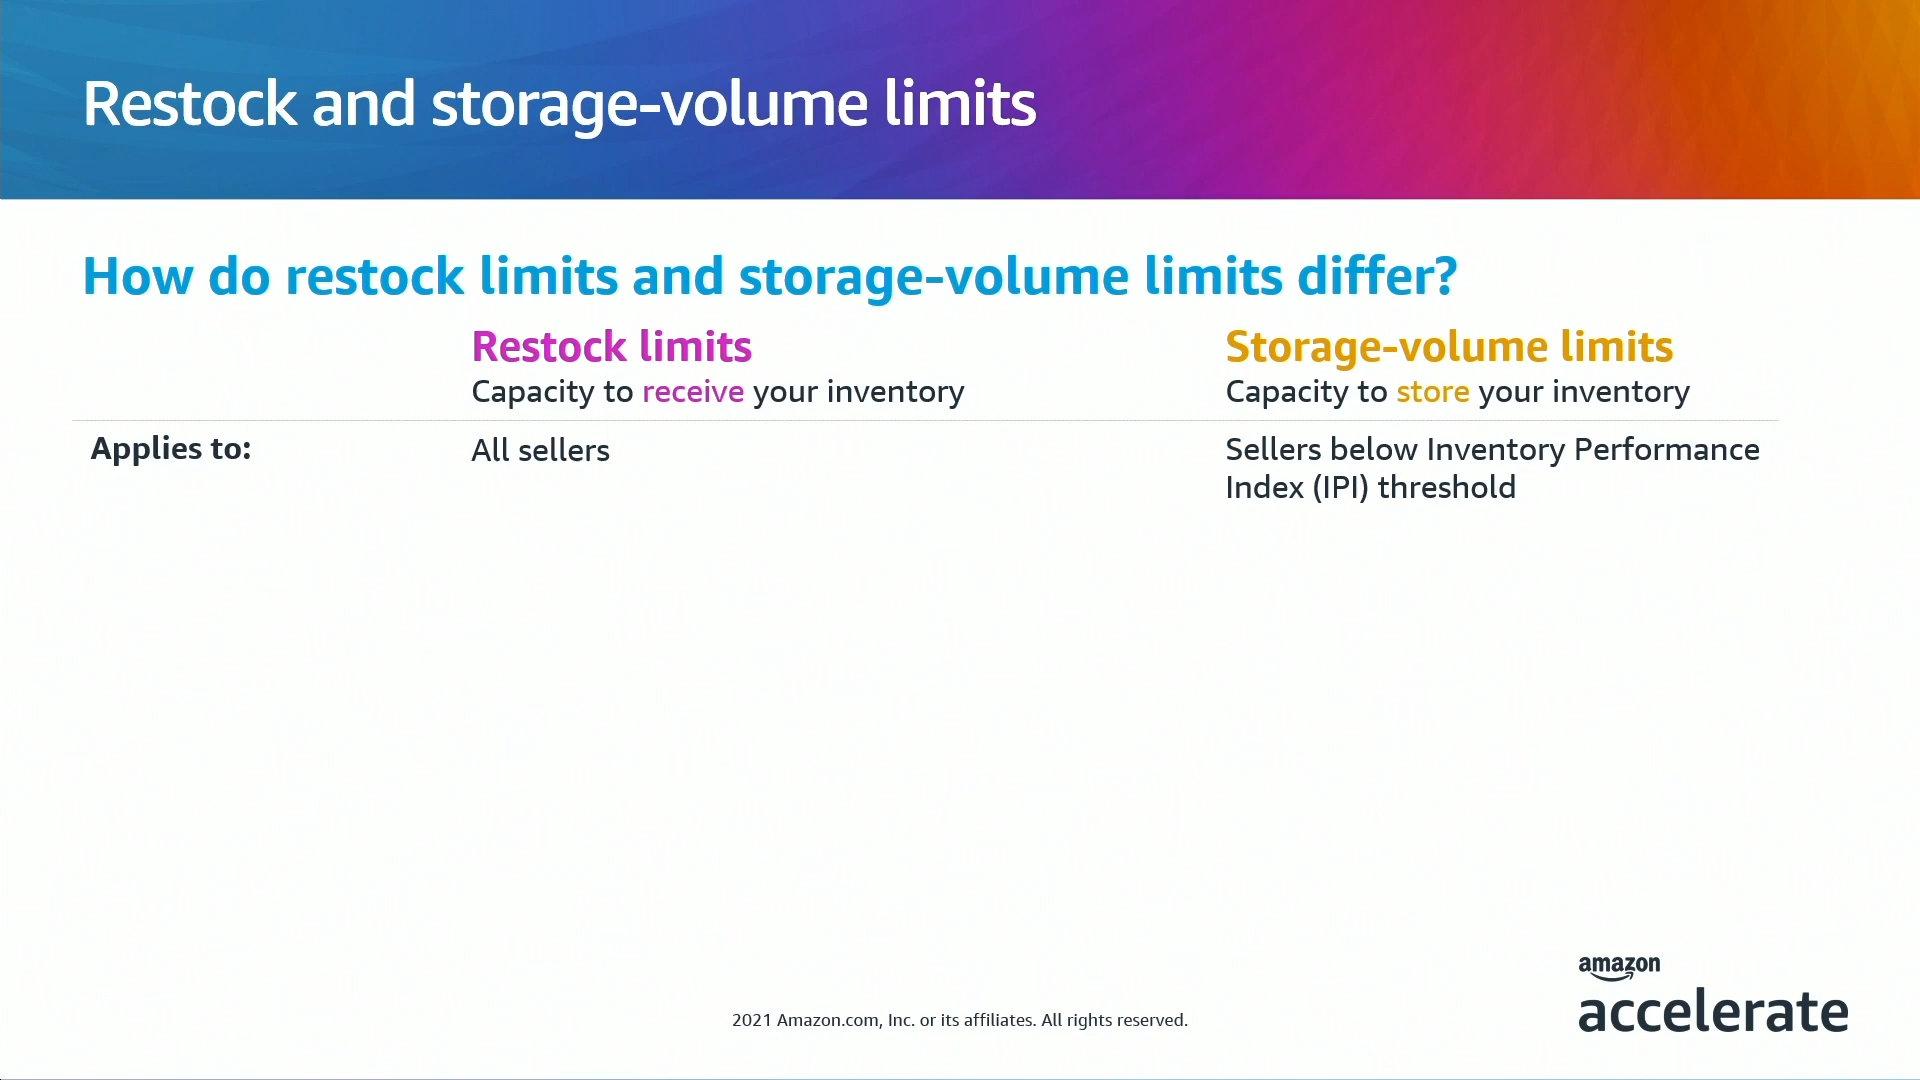 Restock and storage-volume limits
How do restock limits and storage-volume limits differ?
Restock limits
Capacity to receive your inventory
Storage-volume limits
Capacity to store your inventory
Applies to:
All sellers
Sellers below Inventory Performance
Index (IPI) threshold
2021 Amazon.com, Inc. or its affiliates. All rights reserved.
amazon
accelerate